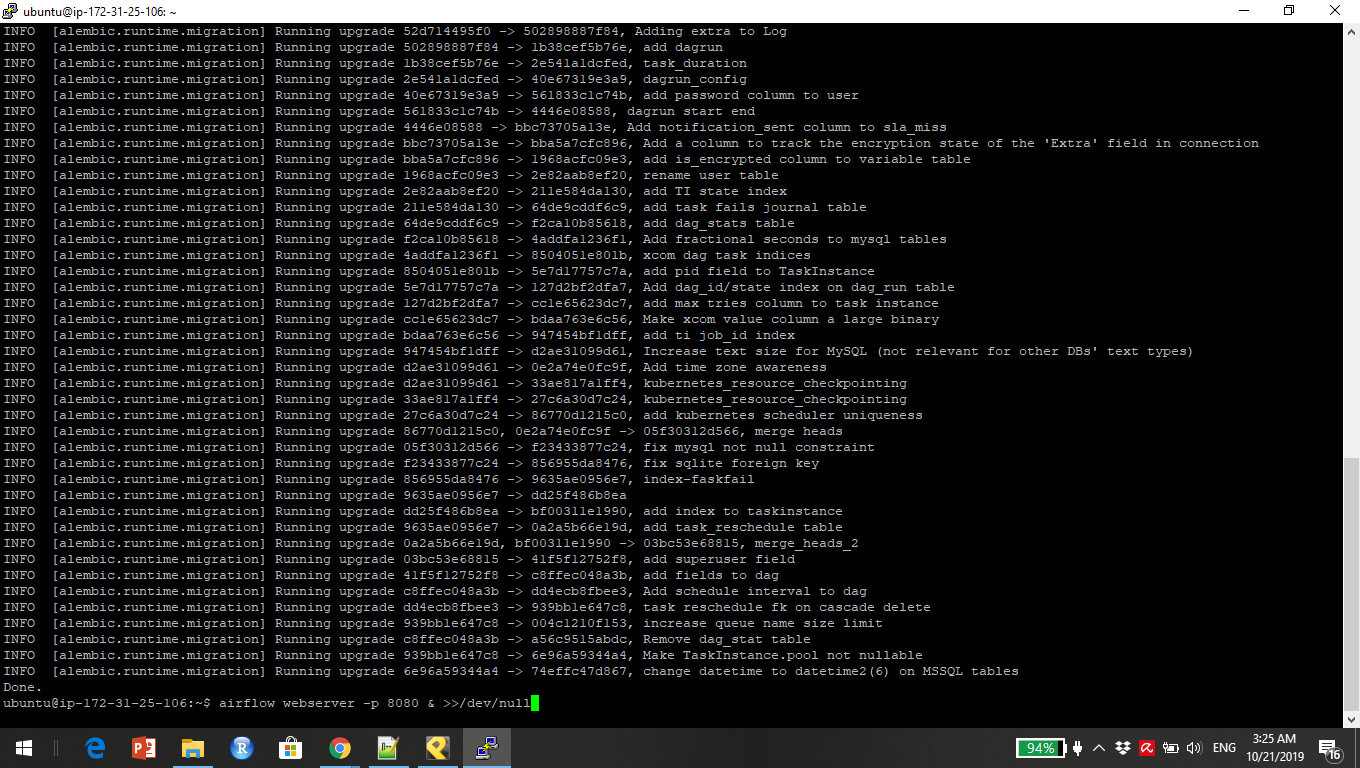 ubuntu@ip-172-31-25-106: ~
INFO  [alembic.runtime.migration] Running upgrade 52d714495f0 -> 502898887f84, Adding extra to Log
INFO  [alembic.runtime.migration] Running upgrade 502898887f84 -> 1b38cef5b76e, add dagrun
INFO  [alembic.runtime.migration] Running upgrade 1b38cef5b76e -> 2e541a1dcfed, task_duration
INFO  [alembic.runtime.migration] Running upgrade 2e541a1dcfed -> 40e67319e3a9, dagrun_config
INFO  [alembic.runtime.migration] Running upgrade 40e67319e3a9 -> 561833c1c74b, add password column to user
INFO  [alembic.runtime.migration] Running upgrade 561833c1c74b -> 4446e08588, dagrun start end
INFO  [alembic.runtime.migration] Running upgrade 4446e08588 -> bbc73705a13e, Add notification_sent column to sla_miss
INFO  [alembic.runtime.migration] Running upgrade bbc73705a13e -> bba5a7cfc896, Add a column to track the encryption state of the 'Extra' field in connection
INFO  [alembic.runtime.migration] Running upgrade bba5a7cfc896 -> 1968acfc09e3, add is_encrypted column to variable table
INFO  [alembic.runtime.migration] Running upgrade 1968acfc09e3 -> 2e82aab8ef20, rename user table
INFO  [alembic.runtime.migration] Running upgrade 2e82aab8ef20 -> 211e584da130, add TI state index
INFO  [alembic.runtime.migration] Running upgrade 211e584da130 -> 64de9cddf6c9, add task fails journal table
INFO  [alembic.runtime.migration] Running upgrade 64de9cddf6c9 -> f2ca10b85618, add dag_stats table
INFO  [alembic.runtime.migration] Running upgrade f2ca10b85618 -> 4addfa1236f1, Add fractional seconds to mysql tables
INFO  [alembic.runtime.migration] Running upgrade 4addfa1236f1 -> 8504051e801b, xcom dag task indices
INFO  [alembic.runtime.migration] Running upgrade 8504051e801b -> 5e7d17757c7a, add pid field to TaskInstance
INFO  [alembic.runtime.migration] Running upgrade 5e7d17757c7a -> 127d2bf2dfa7, Add dag_id/state index on dag_run table
INFO  [alembic.runtime.migration] Running upgrade 127d2bf2dfa7 -> cc1e65623dc7, add max tries column to task instance
INFO  [alembic.runtime.migration] Running upgrade cc1e65623dc7 -> bdaa763e6c56, Make xcom value column a large binary
INFO  [alembic.runtime.migration] Running upgrade bdaa763e6c56 -> 947454bf1dff, add ti job_id index
INFO  [alembic.runtime.migration] Running upgrade 947454bf1dff -> d2ae31099d61, Increase text size for MySQL (not relevant for other DBs' text types)
INFO  [alembic.runtime.migration] Running upgrade d2ae31099d61 -> 0e2a74e0fc9f, Add time zone awareness
INFO  [alembic.runtime.migration] Running upgrade d2ae31099d61 -> 33ae817a1ff4, kubernetes_resource_checkpointing
INFO  [alembic.runtime.migration] Running upgrade 33ae817a1ff4 -> 27c6a30d7c24, kubernetes_resource_checkpointing
INFO  [alembic.runtime.migration] Running upgrade 27c6a30d7c24 -> 86770d1215c0, add kubernetes scheduler uniqueness
INFO  [alembic.runtime.migration] Running upgrade 86770d1215c0, 0e2a74e0fc9f -> 05f30312d566, merge heads
INFO  [alembic.runtime.migration] Running upgrade 05f30312d566 -> f23433877c24, fix mysql not null constraint
INFO  [alembic.runtime.migration] Running upgrade f23433877c24 -> 856955da8476, fix sqlite foreign key
INFO  [alembic.runtime.migration] Running upgrade 856955da8476 -> 9635ae0956e7, index-faskfail
INFO  [alembic.runtime.migration] Running upgrade 9635ae0956e7 -> dd25f486b8ea
INFO  [alembic.runtime.migration] Running upgrade dd25f486b8ea -> bf00311e1990, add index to taskinstance
INFO  [alembic.runtime.migration] Running upgrade 9635ae0956e7 -> 0a2a5b66e19d, add task_reschedule table
INFO  [alembic.runtime.migration] Running upgrade 0a2a5b66e19d, bf00311e1990 -> 03bc53e68815, merge_heads_2
INFO  [alembic.runtime.migration] Running upgrade 03bc53e68815 -> 41f5f12752f8, add superuser field
INFO  [alembic.runtime.migration] Running upgrade 41f5f12752f8 -> c8ffec048a3b, add fields to dag
INFO  [alembic.runtime.migration] Running upgrade c8ffec048a3b -> dd4ecb8fbee3, Add schedule interval to dag
INFO  [alembic.runtime.migration] Running upgrade dd4ecb8fbee3 -> 939bb1e647c8, task reschedule fk on cascade delete
INFO  [alembic.runtime.migration] Running upgrade 939bb1e647c8 -> 004c1210f153, increase queue name size limit
INFO  [alembic.runtime.migration] Running upgrade c8ffec048a3b -> a56c9515abdc, Remove dag_stat table
INFO  [alembic.runtime.migration] Running upgrade 939bb1e647c8 -> 6e96a59344a4, Make TaskInstance.pool not nullable
INFO  [alembic.runtime.migration] Running upgrade 6e96a59344a4 -> 74effc47d867, change datetime to datetime2(6) on MSSQL tables
Done.
ubuntu@ip-172-31-25-106:~$ airflow webserver -p 8080 & >>/dev/null
94%
ENG
3:25 AM
10/21/2019
16